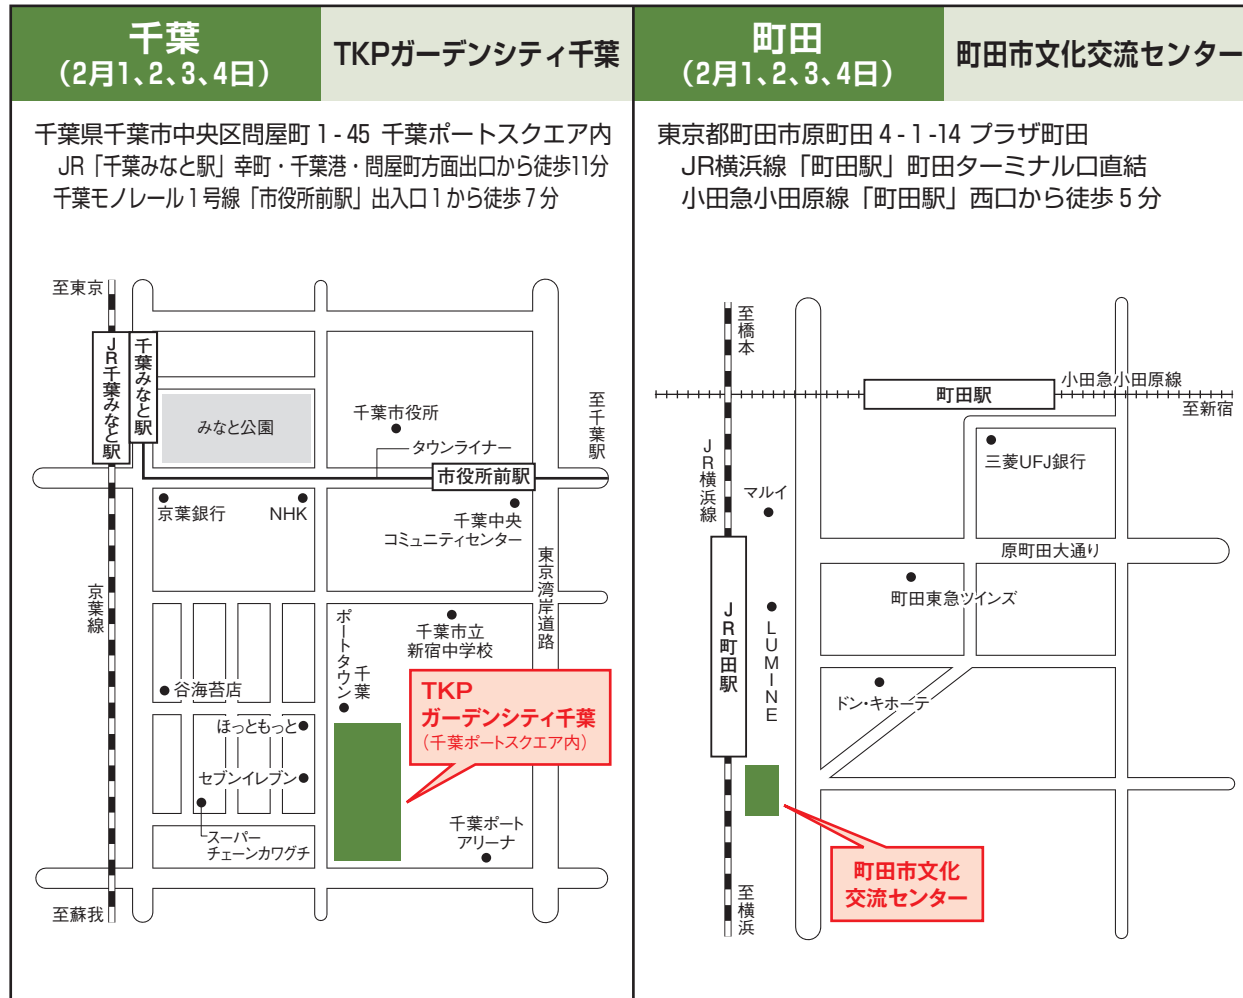 千葉
（2月1、2、3、4日）
TKPガーデンシティ千葉
千葉県千葉市中央区問屋町1-45 千葉ポートスクエア内
JR「千葉みなと駅」幸町・千葉港・問屋町方面出口から徒歩11分
千葉モノレール1号線「市役所前駅」出入口1から徒歩7分
至東京
JR千葉みなと駅
千葉みなと駅
みなと公園
千葉市役所
タウンライナー
至千葉駅
市役所前駅
京葉銀行
NHK
千葉中央
コミュニティセンター
東京湾岸道路
京葉線
ポートタウン
千葉
千葉市立
新宿中学校
谷海苔店
ほっともっと
セブンイレブン
スーパー
チェーンカワグチ
TKP
ガーデンシティ千葉
（千葉ポートスクエア内）
千葉ポート
アリーナ
至蘇我
町田
（2月1、2、3、4日）
町田市文化交流センター
東京都町田市原町田4-1-14 プラザ町田
JR横浜線「町田駅」町田ターミナル口直結
小田急小田原線「町田駅」西口から徒歩5分
至橋本
町田駅
小田急小田原線
至新宿
三菱UFJ銀行
JR横浜線
マルイ
原町田大通り
町田東急ツインズ
JR町田駅
LUMINE
ドン・キホーテ
町田市文化
交流センター
至横浜